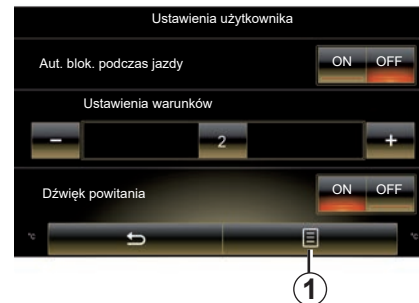 Ustawienia użytkownika
Aut. blok. podczas jazdy ON OFF
Ustawienia warunków
− 2 +
Dźwięk powitania ON OFF
°C °C
1